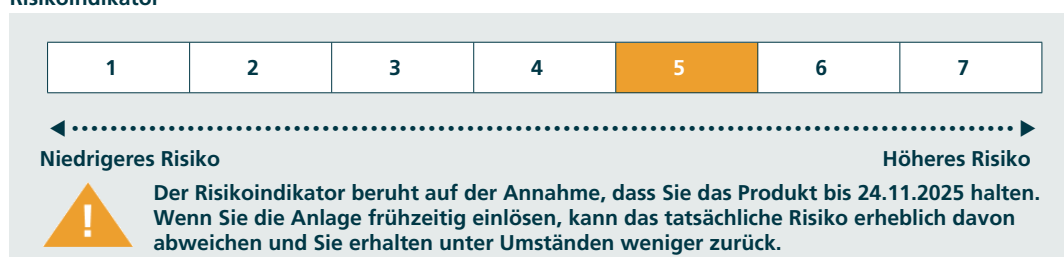 Risikoindikator
1 2 3 4 5 6 7
Niedrigeres Risiko Höheres Risiko
! Der Risikoindikator beruht auf der Annahme, dass Sie das Produkt bis 24.11.2025 halten.
Wenn Sie die Anlage frühzeitig einlösen, kann das tatsächliche Risiko erheblich davon
abweichen und Sie erhalten unter Umständen weniger zurück.